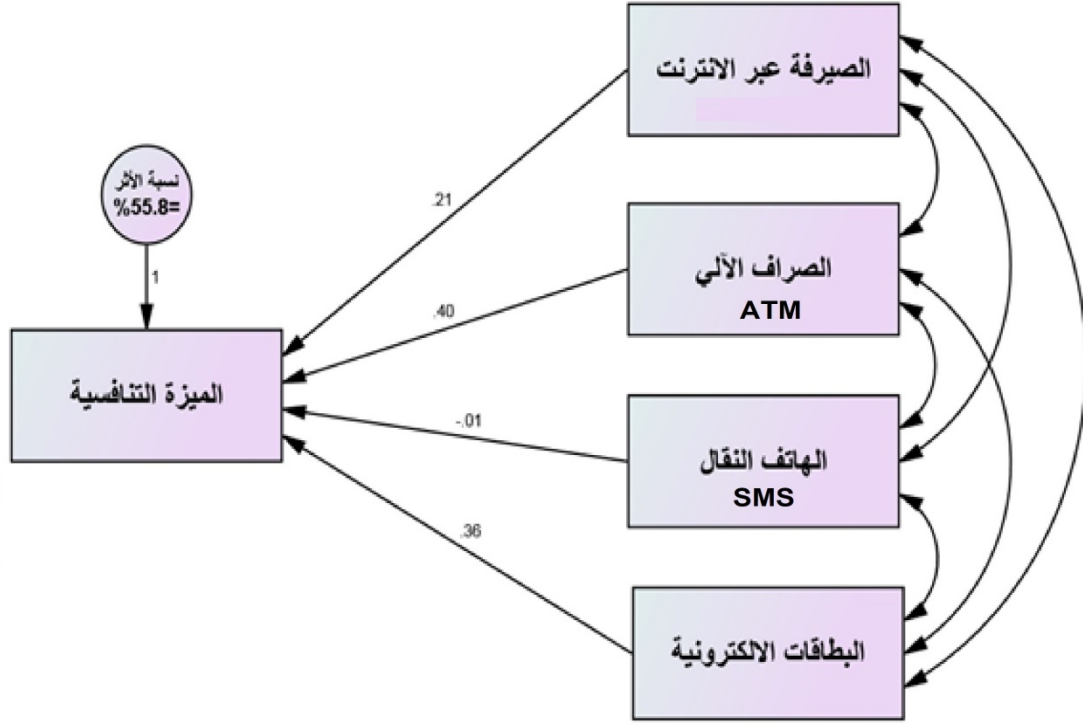 الصيرفة عبر الانترنت
نسبة الأثر
%55.8=
.21
1
الصراف الآلي
ATM
.40
الميزة التنافسية
-.01
الهاتف النقال
SMS
.36
البطاقات الالكترونية